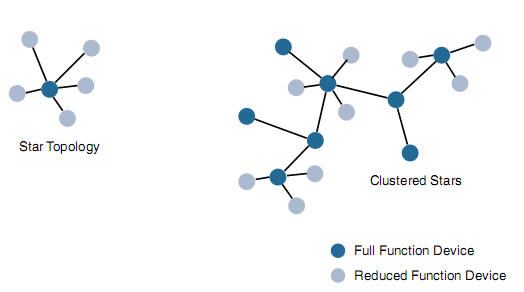 Star Topology
Clustered Stars
Full Function Device
Reduced Function Device